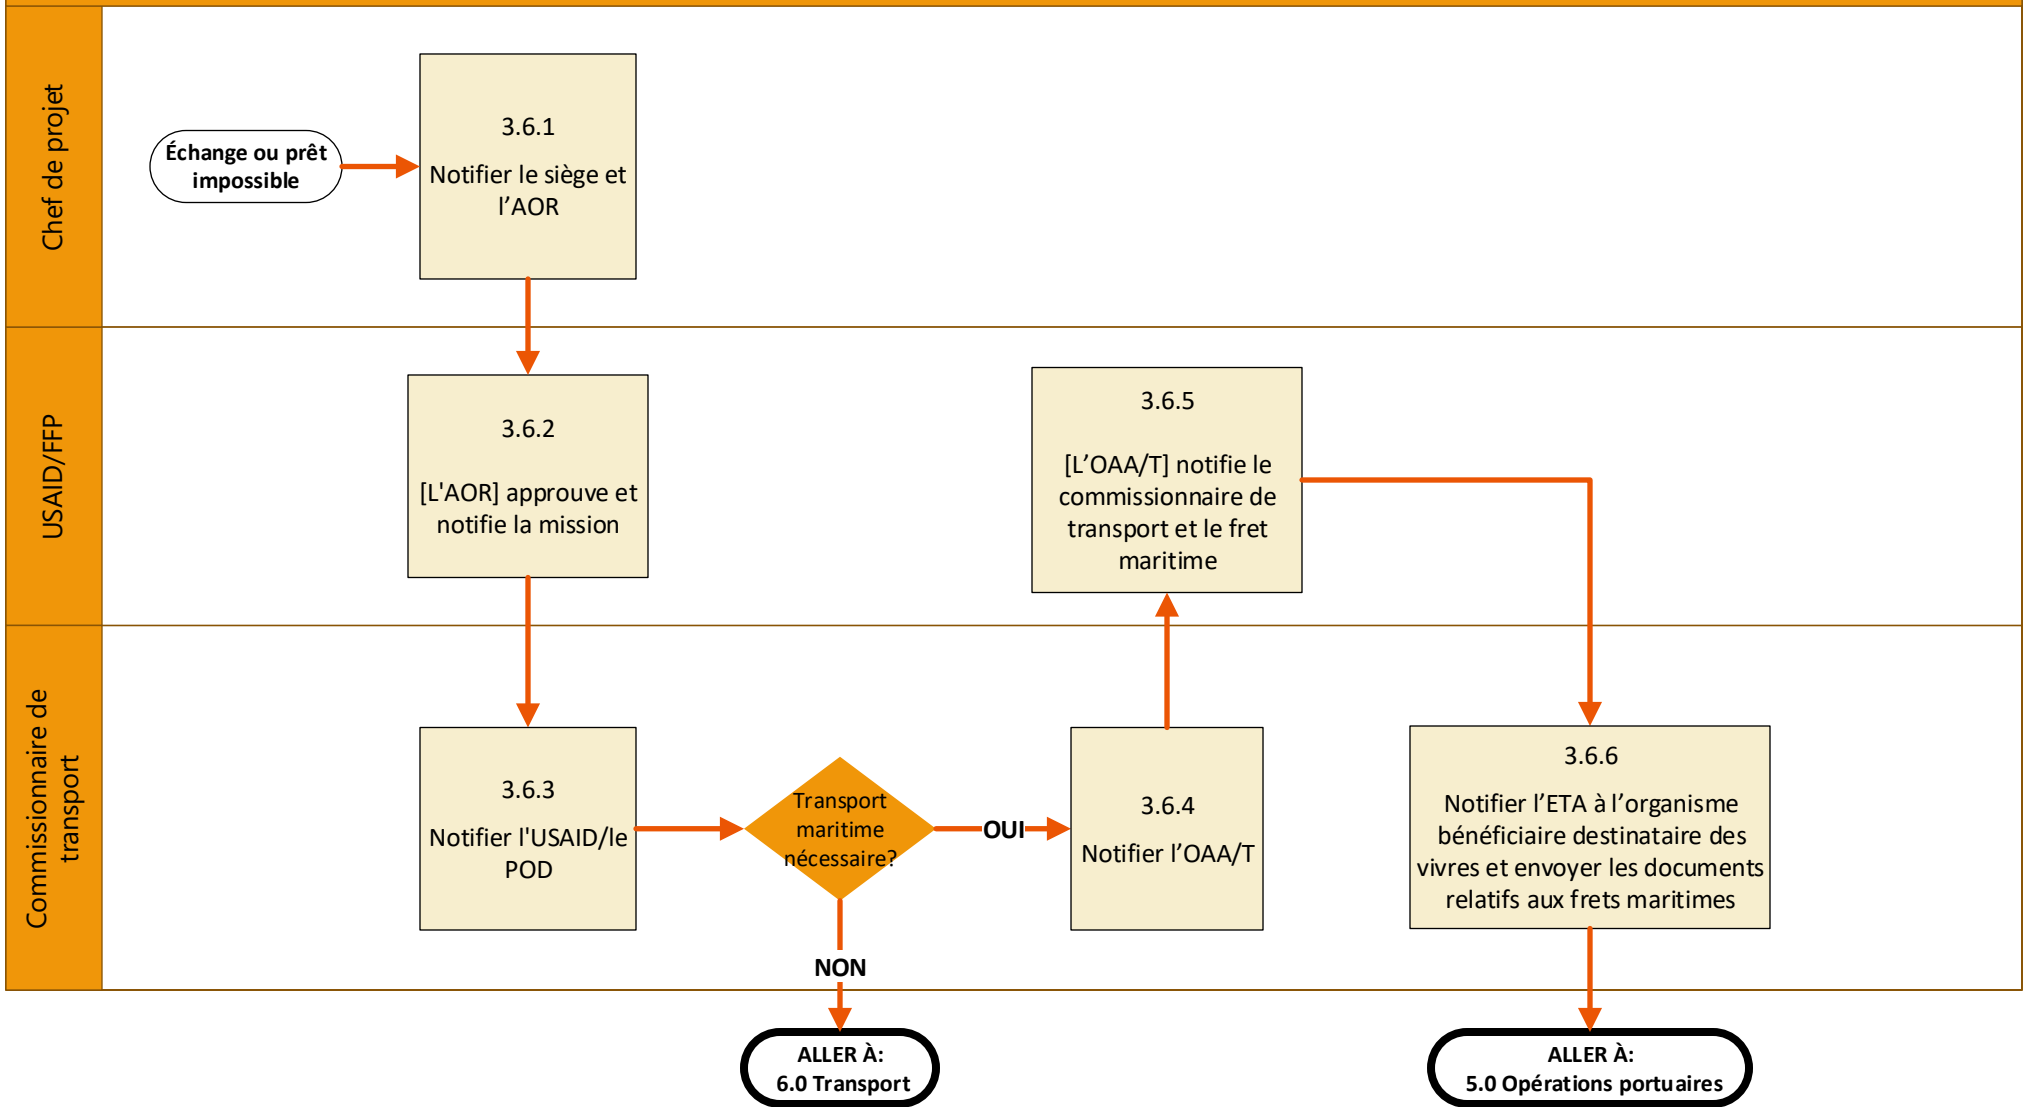 Chef de projet
Échange ou prêt
impossible
3.6.1
Notifier le siège et
l’AOR
USAID/FFP
3.6.2
[L'AOR] approuve et
notifie la mission
3.6.5
[L’OAA/T] notifie le
commissionnaire de
transport et le fret
maritime
Commissionnaire de
transport
3.6.3
Notifier l'USAID/le
POD
Transport
maritime
nécessaire?
OUI
NON
3.6.4
Notifier l’OAA/T
3.6.6
Notifier l’ETA à l’organisme
bénéficiaire destinataire des
vivres et envoyer les documents
relatifs aux frets maritimes
ALLER À:
6.0 Transport
ALLER À:
5.0 Opérations portuaires